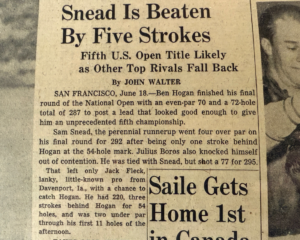 Snead Is Beaten
By Five Strokes
Fifth U.S. Open Title Likely
as Other Top Rivals Fall Back
By JOHN WALTER
SAN FRANCISCO, June 18.—Ben Hogan finished his final
round of the National Open with an even-par 70 and a 72-hole
total of 287 to post a lead that looked good enough to give
him an unprecedented fifth championship.
Sam Snead, the perennial runnerup went four over par on
his final round for 292 after being only one stroke behind
Hogan at the 54-hole mark. Julius Boros also knocked himself
out of contention. He was tied with Snead, but shot a 77 for 295.
That left only Jack Fleck,
lanky, little-known pro from
Davenport, Ia., with a chance to
catch Hogan. He had 220, three
strokes behind Hogan for 54
holes, and was two under par
through his first 11 holes of the
afternoon.
Saile Gets
Home 1st
in Canada